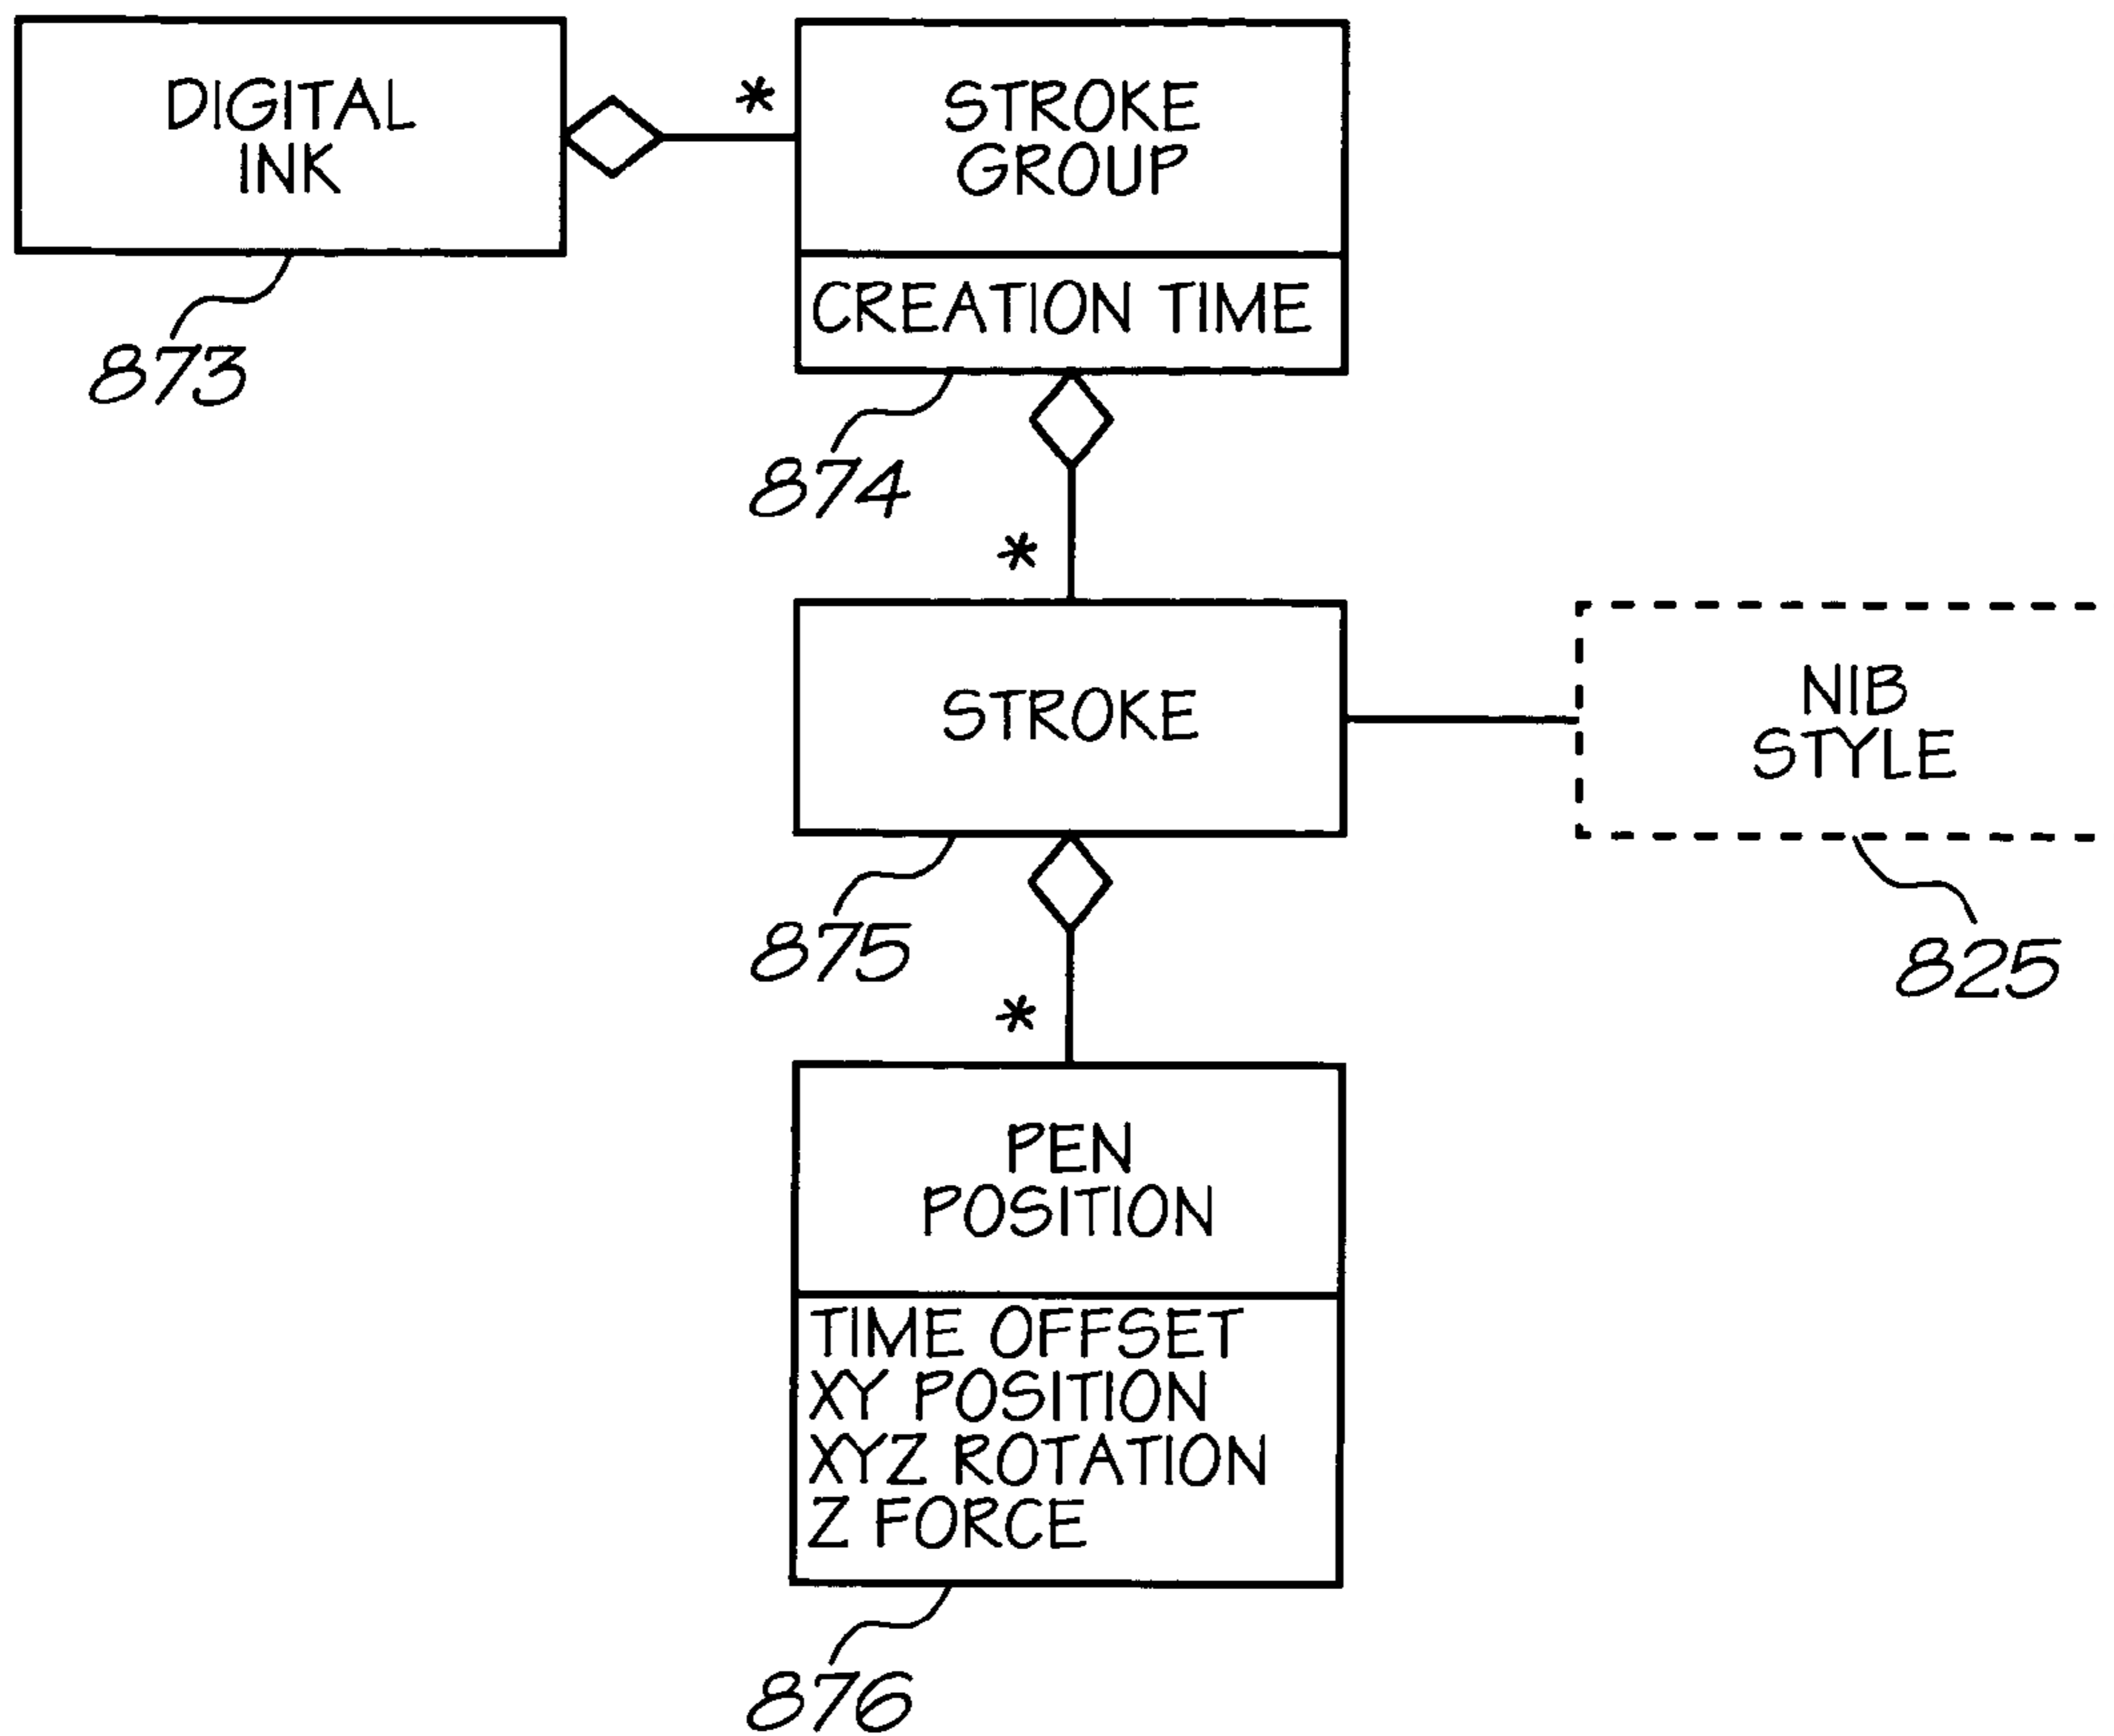 DIGITAL
INK
873
*
STROKE
GROUP
CREATION TIME
874
*
STROKE
875
NIB
STYLE
825
*
PEN
POSITION
TIME OFFSET
XY POSITION
XYZ ROTATION
Z FORCE
876